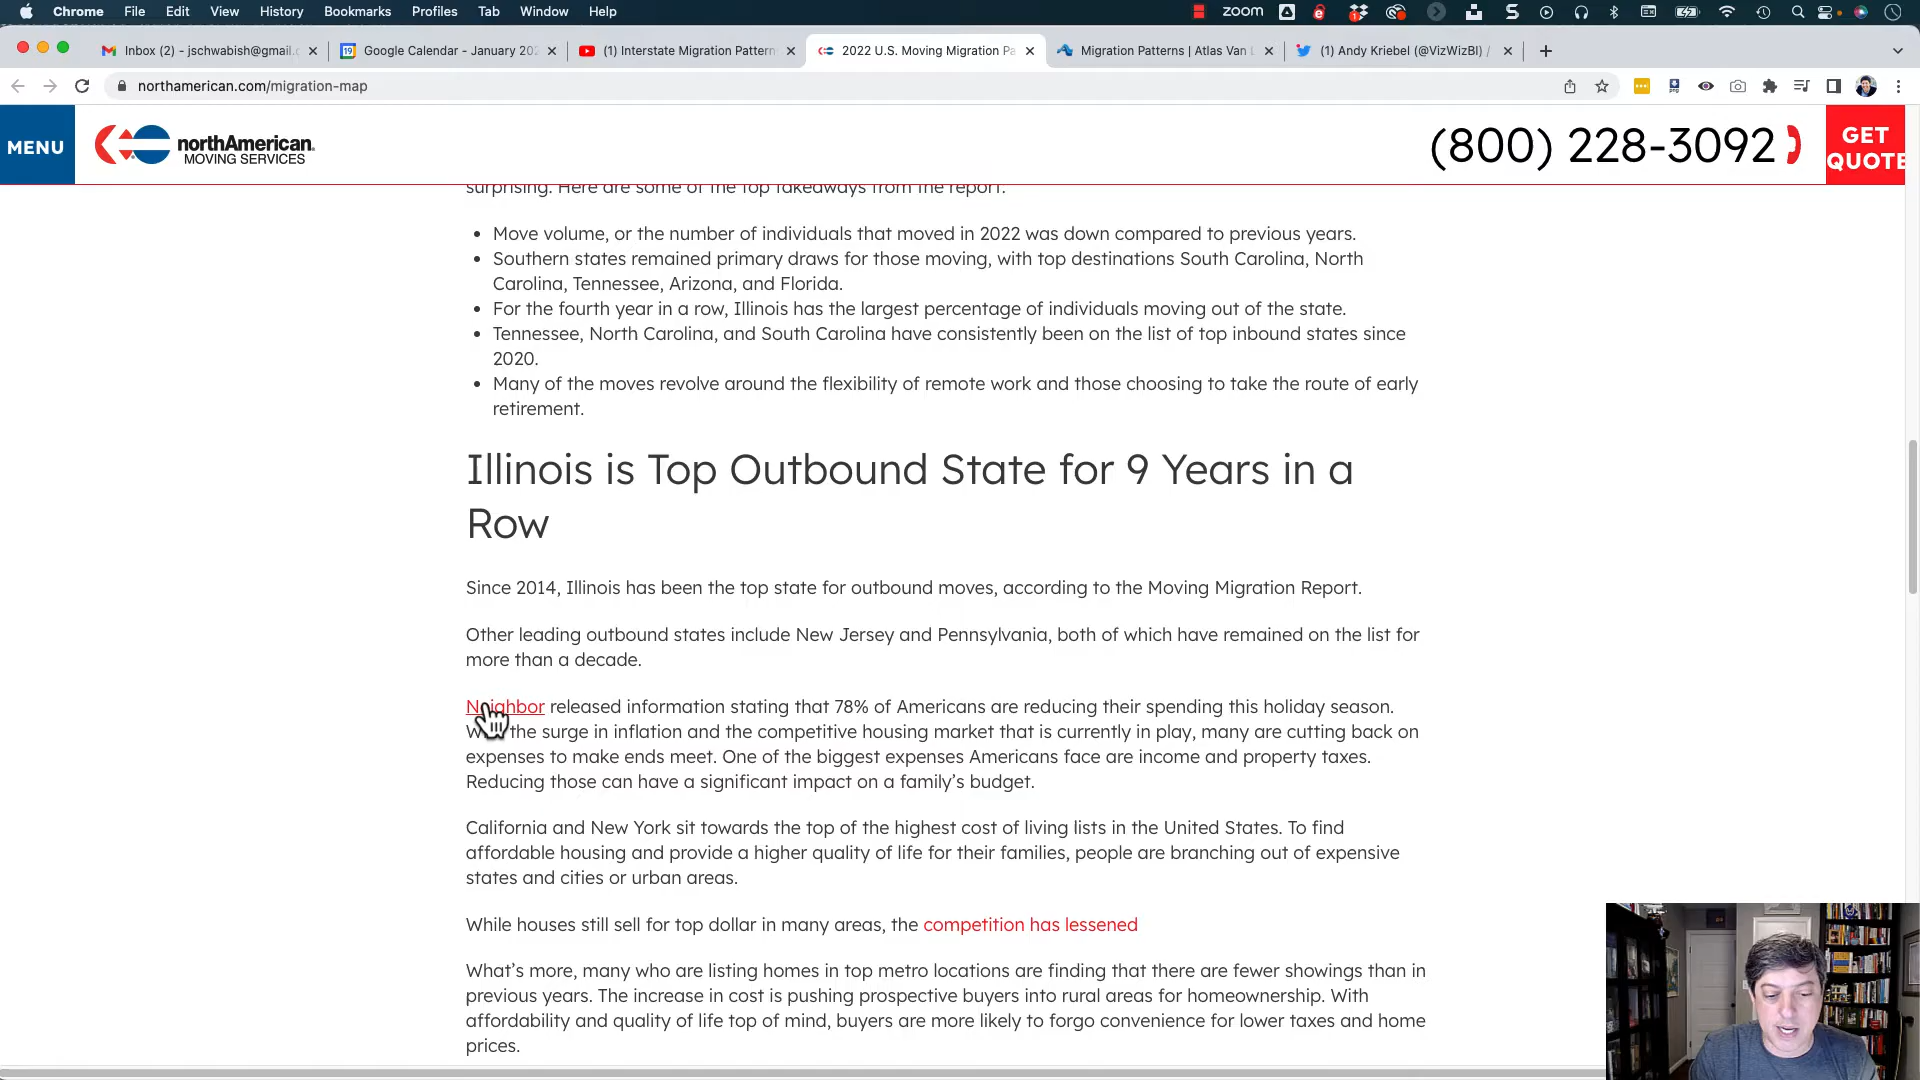 Chrome File Edit View History Bookmarks Profiles Tab Window Help zoom
Inbox (2) - jschwabish@gmail.c
Google Calendar - January 202
(1) Interstate Migration Pattern
2022 U.S. Moving Migration Pa
Migration Patterns | Atlas Van L
(1) Andy Kriebel (@VizWizBI) /
northamerican.com/migration-map
MENU
northAmerican.
MOVING SERVICES
(800) 228-3092
GET
QUOTE
surprising. Here are some of the top takeaways from the report.
• Move volume, or the number of individuals that moved in 2022 was down compared to previous years.
• Southern states remained primary draws for those moving, with top destinations South Carolina, North
Carolina, Tennessee, Arizona, and Florida.
• For the fourth year in a row, Illinois has the largest percentage of individuals moving out of the state.
• Tennessee, North Carolina, and South Carolina have consistently been on the list of top inbound states since
2020.
• Many of the moves revolve around the flexibility of remote work and those choosing to take the route of early
retirement.
Illinois is Top Outbound State for 9 Years in a
Row
Since 2014, Illinois has been the top state for outbound moves, according to the Moving Migration Report.
Other leading outbound states include New Jersey and Pennsylvania, both of which have remained on the list for
more than a decade.
Neighbor released information stating that 78% of Americans are reducing their spending this holiday season.
the surge in inflation and the competitive housing market that is currently in play, many are cutting back on
expenses to make ends meet. One of the biggest expenses Americans face are income and property taxes.
Reducing those can have a significant impact on a family's budget.
California and New York sit towards the top of the highest cost of living lists in the United States. To find
affordable housing and provide a higher quality of life for their families, people are branching out of expensive
states and cities or urban areas.
While houses still sell for top dollar in many areas, the competition has lessened
What's more, many who are listing homes in top metro locations are finding that there are fewer showings than in
previous years. The increase in cost is pushing prospective buyers into rural areas for homeownership. With
affordability and quality of life top of mind, buyers are more likely to forgo convenience for lower taxes and home
prices.